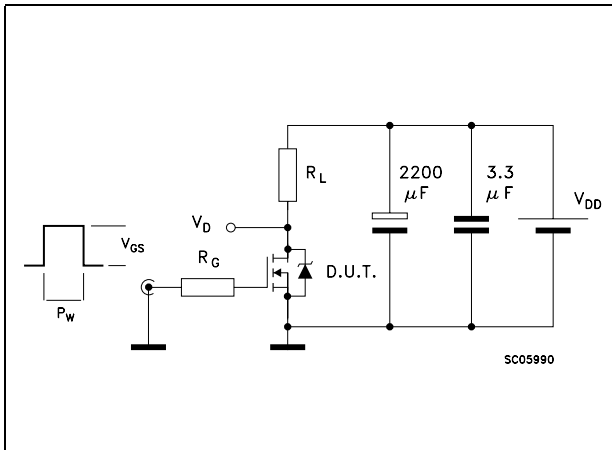 R_L
2200
μF
3.3
μF
V_DD
V_D
V_GS
R_G
D.U.T.
P_W
SC05990